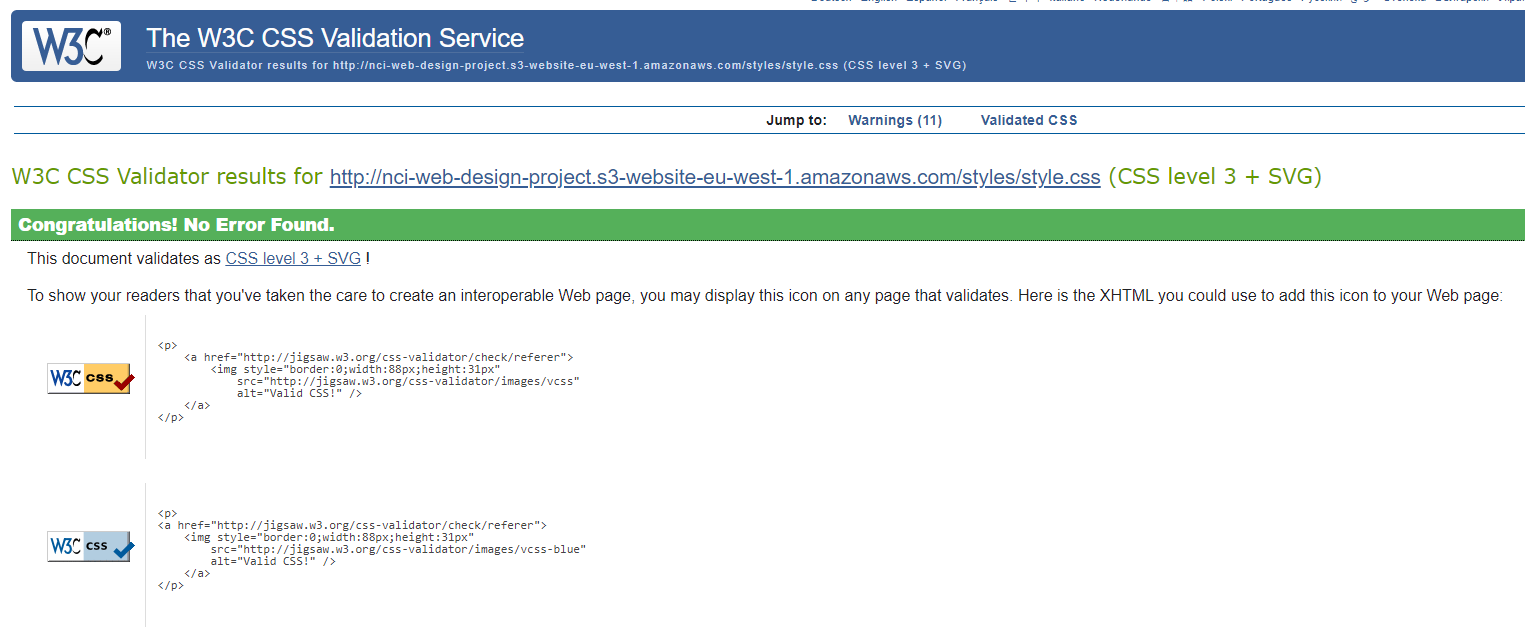 W3C®
The W3C CSS Validation Service
W3C CSS Validator results for http://nci-web-design-project.s3-website-eu-west-1.amazonaws.com/styles/style.css (CSS level 3 + SVG)
Jump to: Warnings (11) Validated CSS
W3C CSS Validator results for http://nci-web-design-project.s3-website-eu-west-1.amazonaws.com/styles/style.css (CSS level 3 + SVG)
Congratulations! No Error Found.
This document validates as CSS level 3 + SVG !
To show your readers that you've taken the care to create an interoperable Web page, you may display this icon on any page that validates. Here is the XHTML you could use to add this icon to your Web page:
W3C css
<p>
<a href="http://jigsaw.w3.org/css-validator/check/referer">
<img style="border:0;width:88px;height:31px"
src="http://jigsaw.w3.org/css-validator/images/vcss"
alt="Valid CSS!" />
</a>
</p>
W3C css
<p>
<a href="http://jigsaw.w3.org/css-validator/check/referer">
<img style="border:0;width:88px;height:31px"
src="http://jigsaw.w3.org/css-validator/images/vcss-blue"
alt="Valid CSS!" />
</a>
</p>